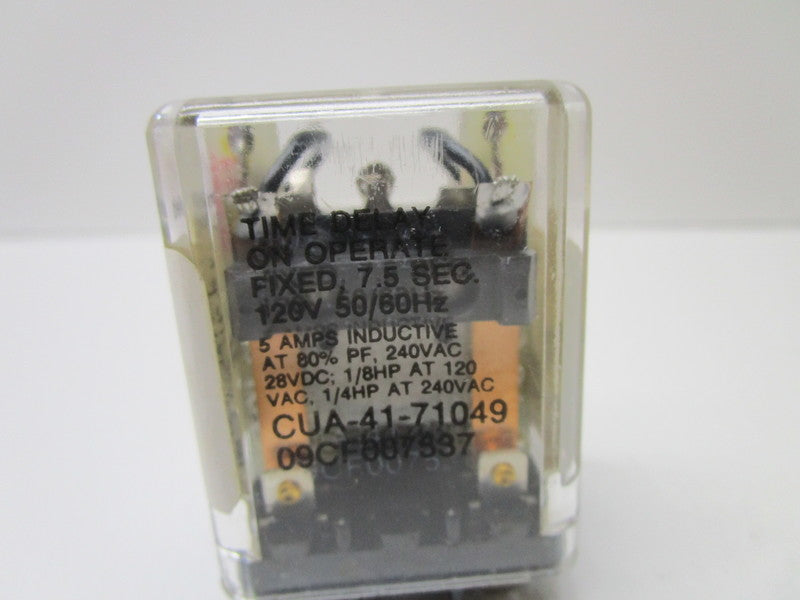 TIME DELAY
ON OPERATE
FIXED, 7.5 SEC.
120V 50/60Hz
5 AMPS INDUCTIVE
AT 80% PF, 240VAC
28VDC; 1/8HP AT 120
VAC, 1/4HP AT 240VAC
CUA-41-71049
09CF007337